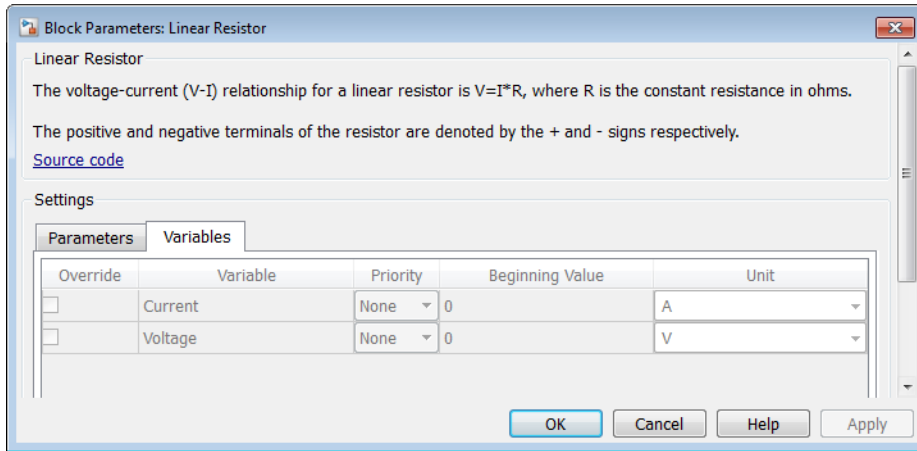 Block Parameters: Linear Resistor
Linear Resistor
The voltage-current (V-I) relationship for a linear resistor is V=I*R, where R is the constant resistance in ohms.
The positive and negative terminals of the resistor are denoted by the + and - signs respectively.
Source code
Settings
Parameters Variables
Override Variable Priority Beginning Value Unit
Current None 0 A
Voltage None 0 V
OK Cancel Help Apply